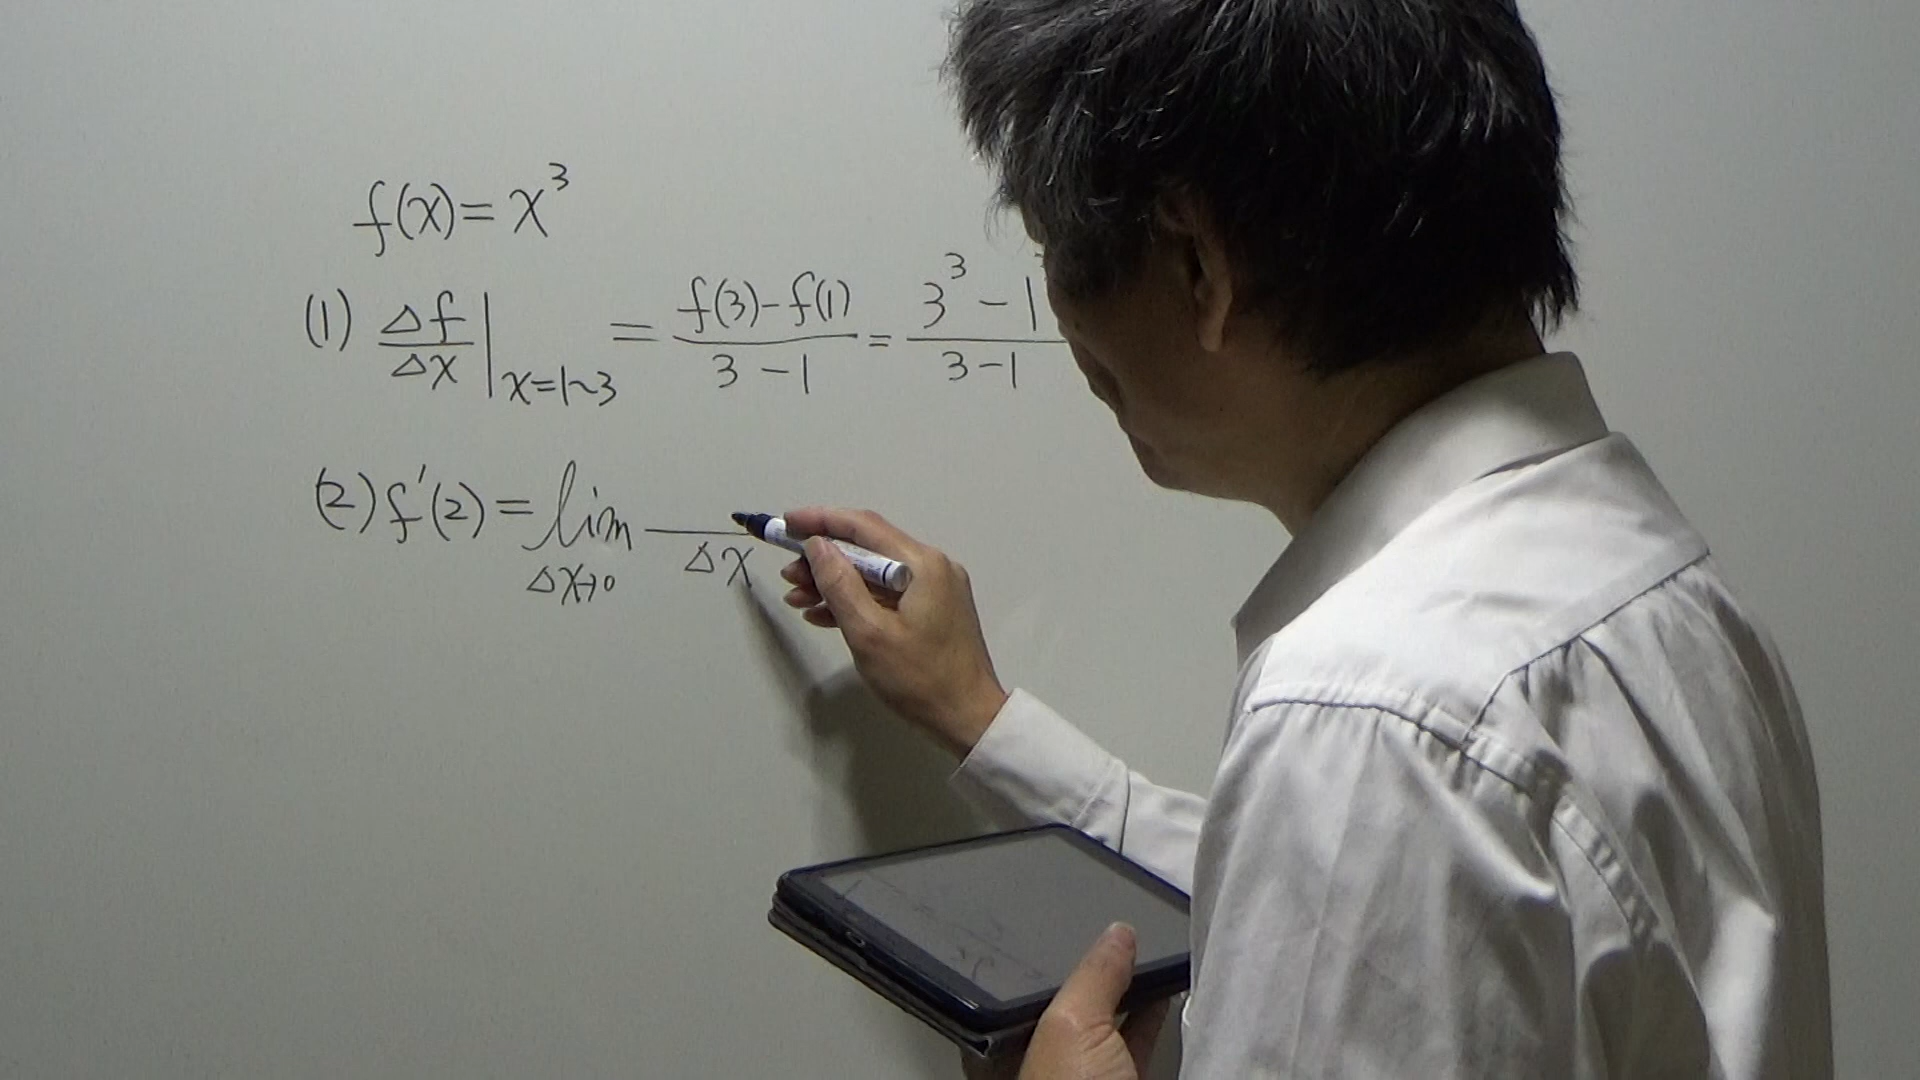 f(x)=x³
(1) Δf/Δx|x=1~3 = f(3)-f(1)/3-1 = 3³-1/3-1
(2) f'(2) = lim Δx→0 /Δx